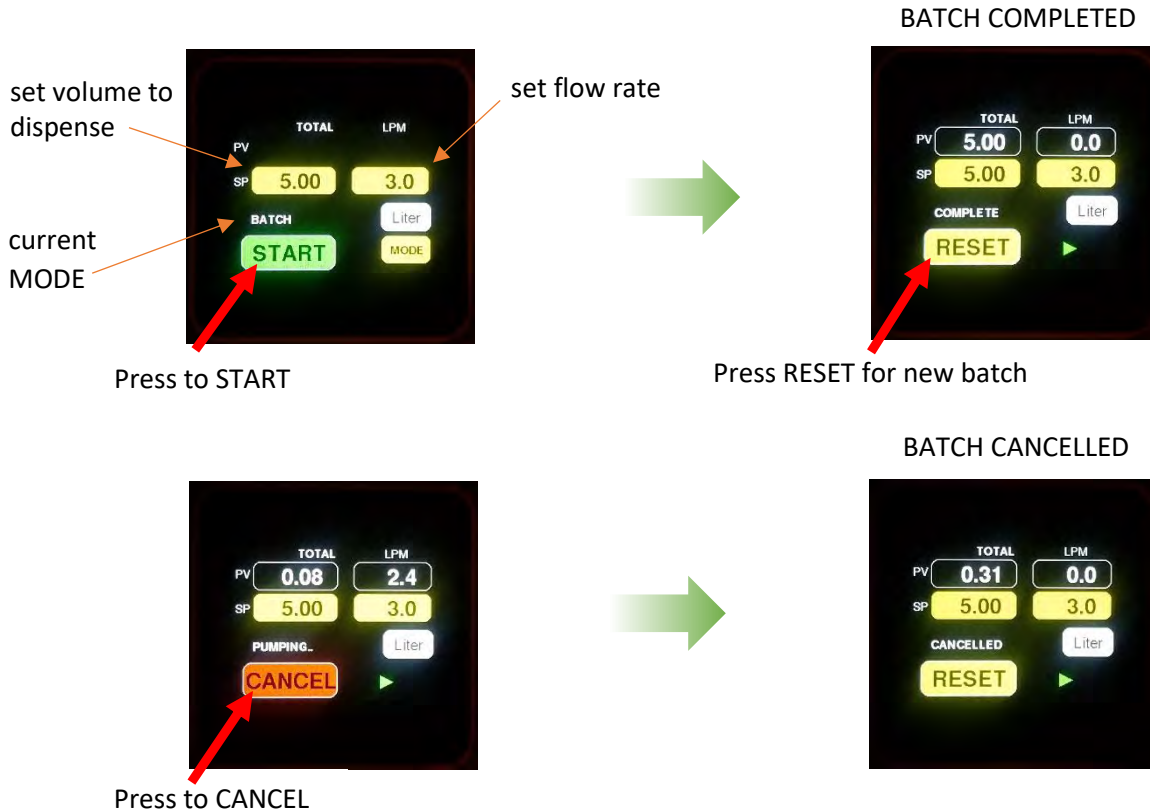 BATCH COMPLETED
set volume to
dispense
set flow rate
current
MODE
TOTAL LPM
PV
SP 5.00 3.0
BATCH Liter
START MODE
Press to START
TOTAL LPM
PV 5.00 0.0
SP 5.00 3.0
COMPLETE Liter
RESET
Press RESET for new batch
BATCH CANCELLED
TOTAL LPM
PV 0.08 2.4
SP 5.00 3.0
PUMPING.. Liter
CANCEL
Press to CANCEL
TOTAL LPM
PV 0.31 0.0
SP 5.00 3.0
CANCELLED Liter
RESET